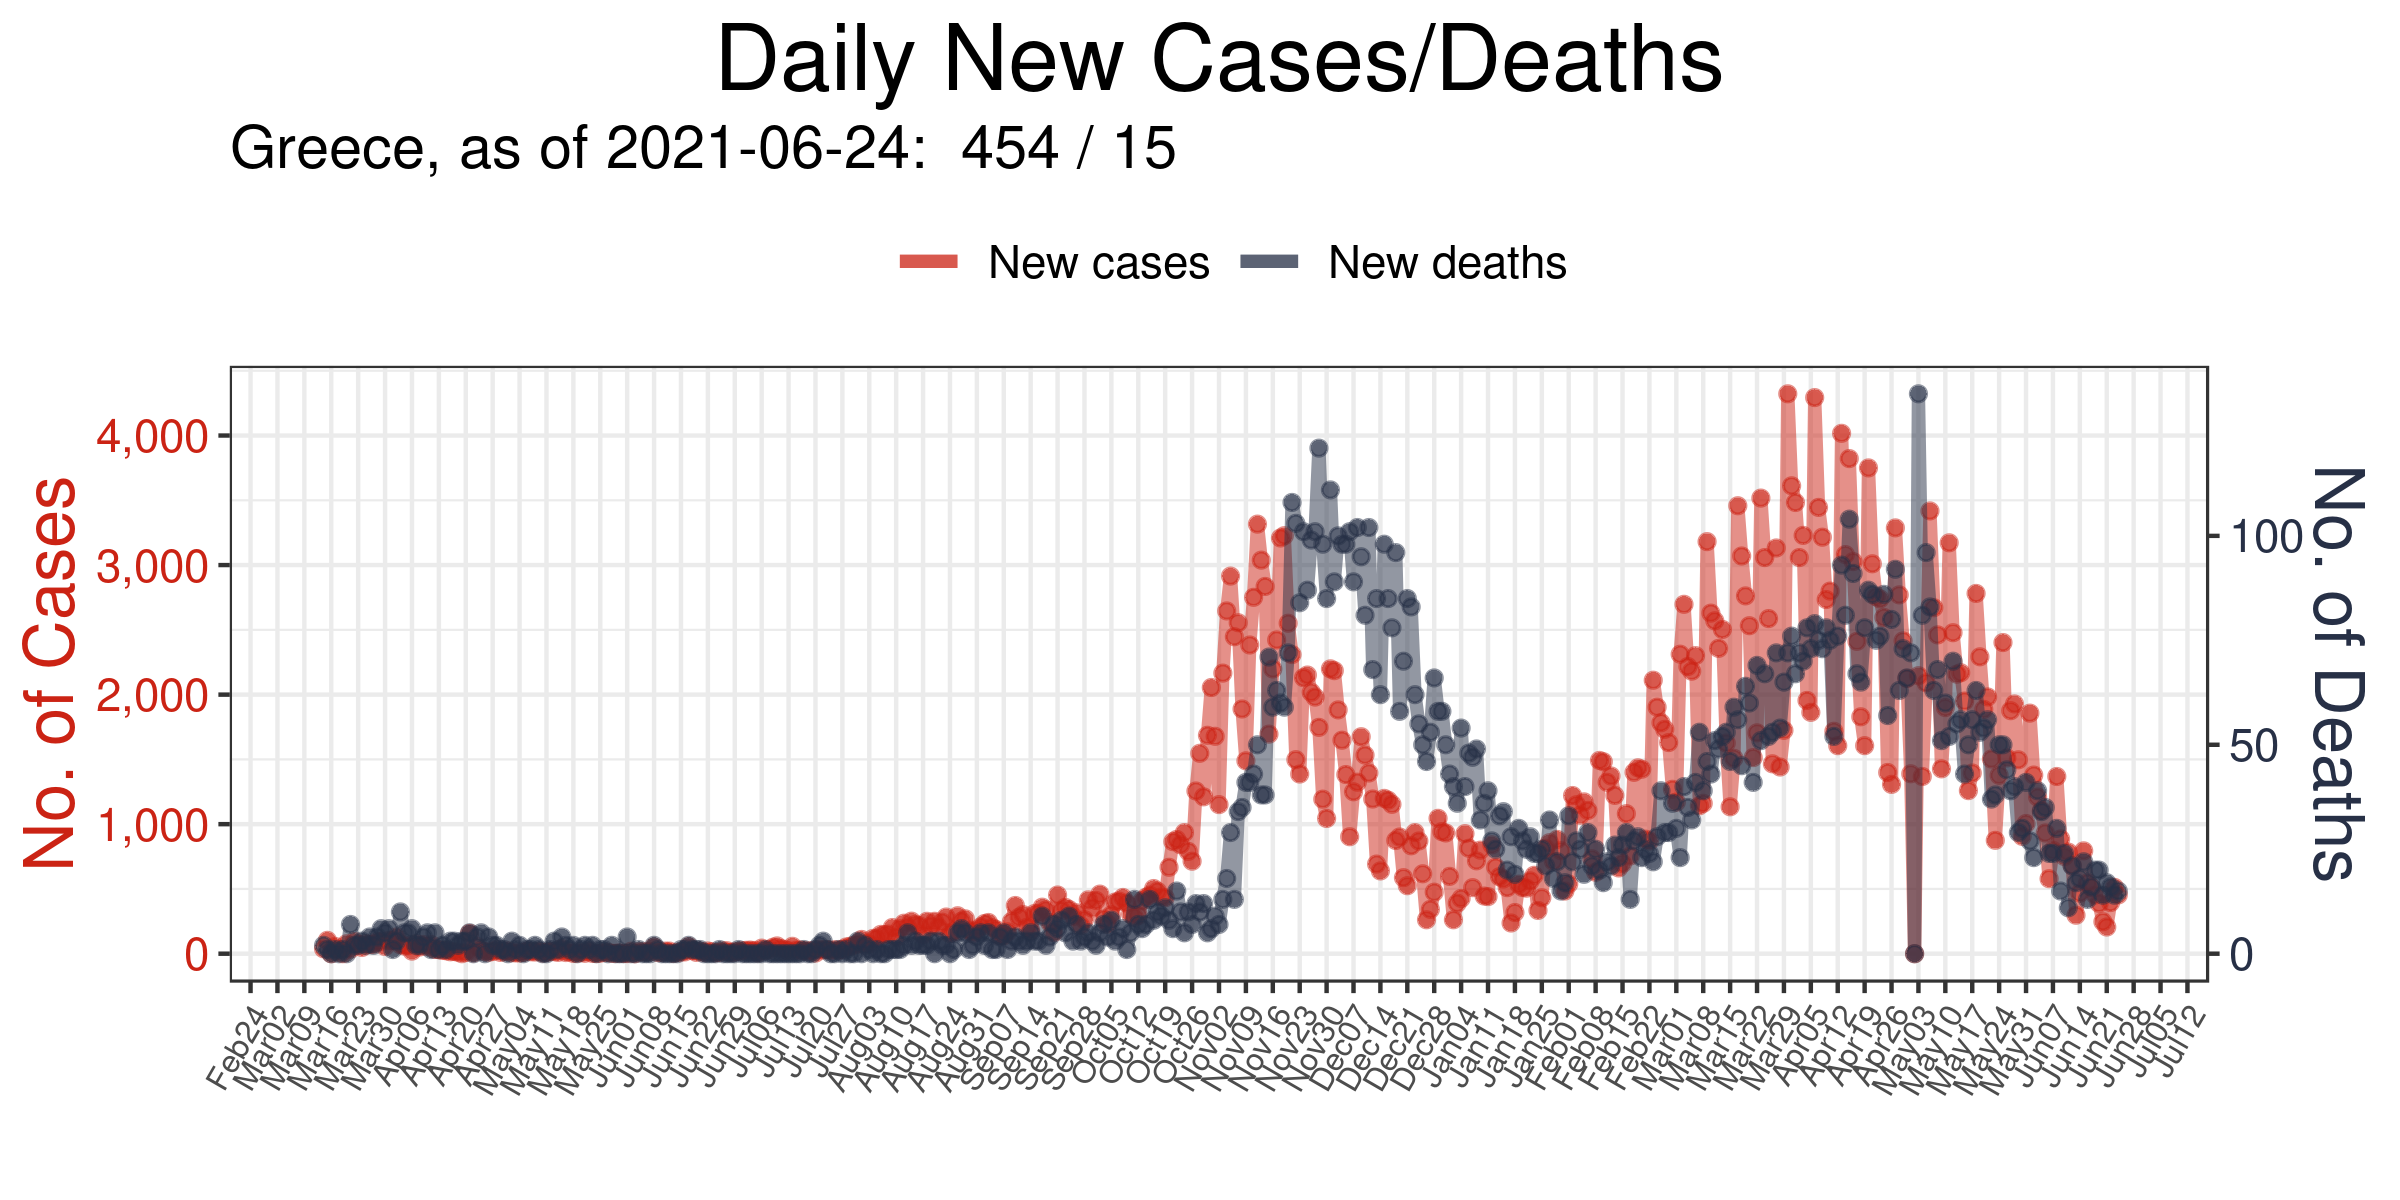 Daily New Cases/Deaths
Greece, as of 2021-06-24:  454 / 15
New cases
New deaths
No. of Cases
4,000
3,000
2,000
1,000
0
100
50
0
No. of Deaths
Feb24
Mar02
Mar09
Mar16
Mar23
Mar30
Apr06
Apr13
Apr20
Apr27
May04
May11
May18
May25
Jun01
Jun08
Jun15
Jun22
Jun29
Jul06
Jul13
Jul20
Jul27
Aug03
Aug10
Aug17
Aug24
Aug31
Sep07
Sep14
Sep21
Sep28
Oct05
Oct12
Oct19
Oct26
Nov02
Nov09
Nov16
Nov23
Nov30
Dec07
Dec14
Dec21
Dec28
Jan04
Jan11
Jan18
Jan25
Feb01
Feb08
Feb15
Feb22
Mar01
Mar08
Mar15
Mar22
Mar29
Apr05
Apr12
Apr19
Apr26
May03
May10
May17
May24
May31
Jun07
Jun14
Jun21
Jun28
Jul05
Jul12